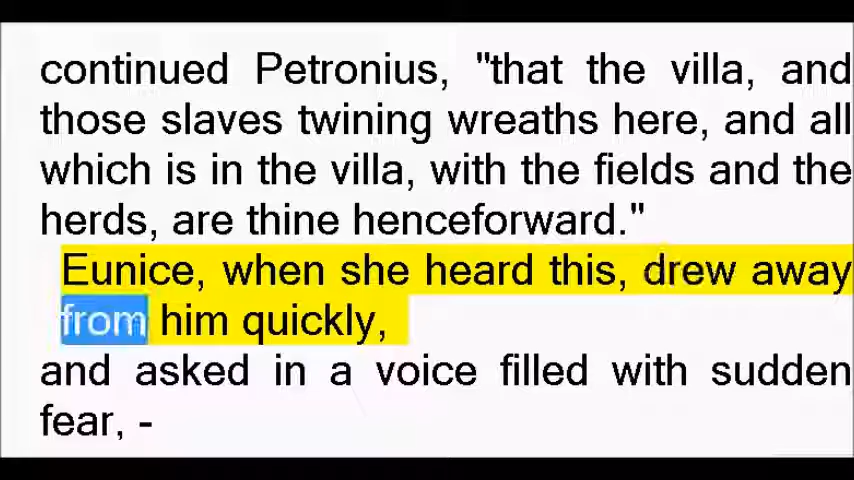 continued Petronius, "that the villa, and
those slaves twining wreaths here, and all
which is in the villa, with the fields and the
herds, are thine henceforward."
Eunice, when she heard this, drew away
from him quickly,
and asked in a voice filled with sudden
fear, -